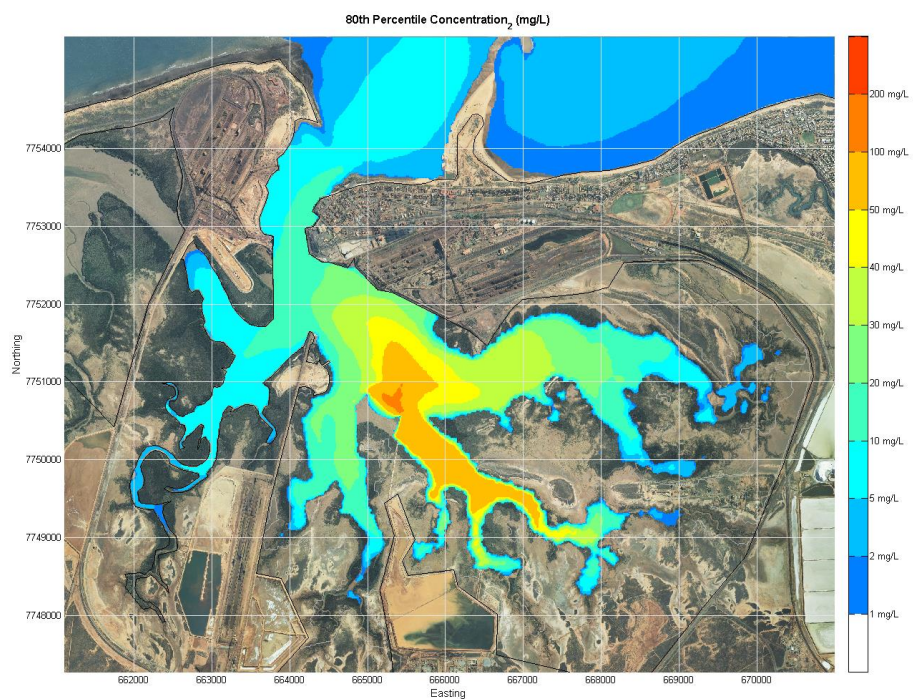 80th Percentile Concentration2 (mg/L)
200 mg/L
100 mg/L
50 mg/L
40 mg/L
30 mg/L
20 mg/L
10 mg/L
5 mg/L
2 mg/L
1 mg/L
7754000
7753000
7752000
7751000
7750000
7749000
7748000
Northing
662000 663000 664000 665000 666000 667000 668000 669000 670000
Easting